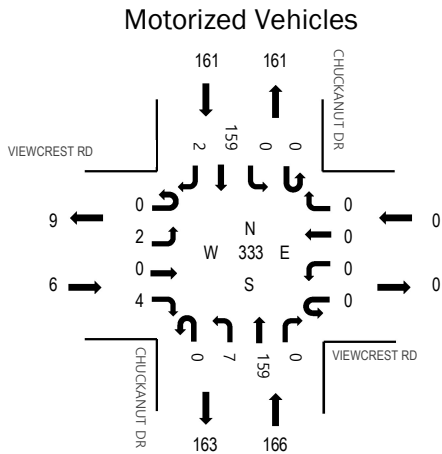 Motorized Vehicles
161 161
CHUCKANUT DR
VIEWCREST RD
2 159 0 0
9 0 0 0
2 N 0
W 333 E
6 0 S 0 0
4 0
0 7 159 0
VIEWCREST RD
CHUCKANUT DR
163 166